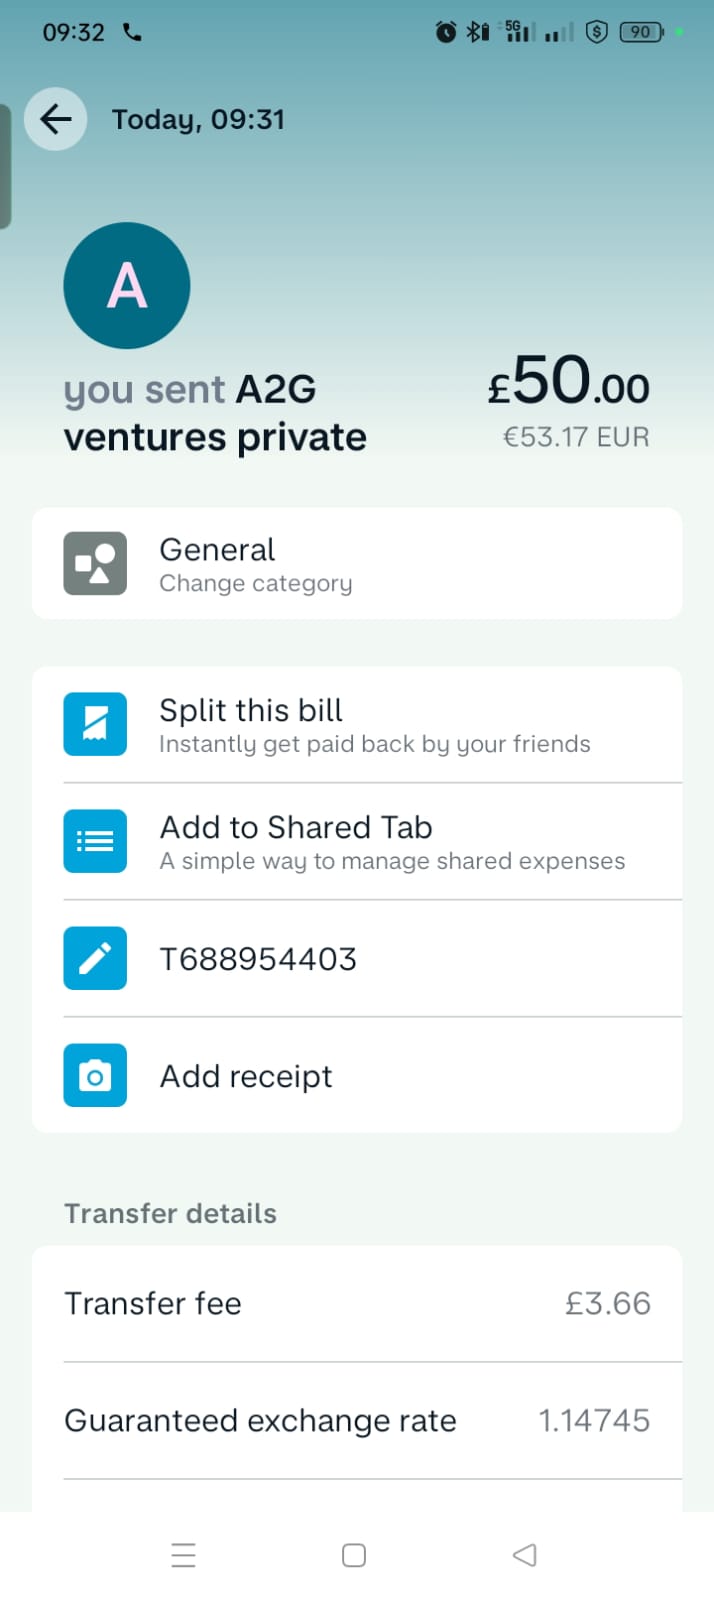 09:32
5G
90
Today, 09:31
A
you sent A2G
ventures private
£50.00
€53.17 EUR
General
Change category
Split this bill
Instantly get paid back by your friends
Add to Shared Tab
A simple way to manage shared expenses
T688954403
Add receipt
Transfer details
Transfer fee £3.66
Guaranteed exchange rate 1.14745